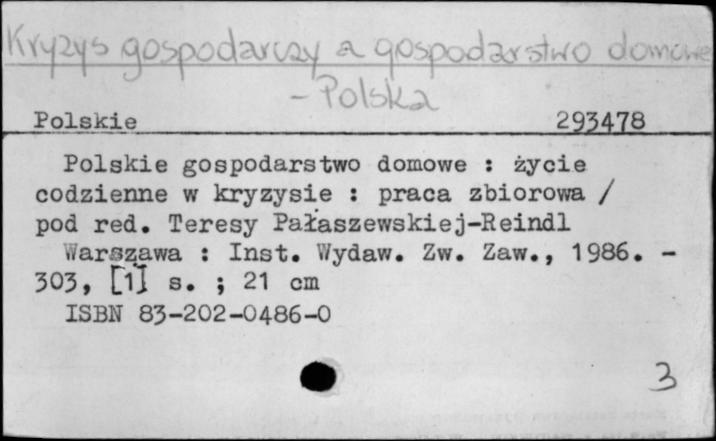 Kryzys gospodarczy a gospodarstwo domowe
- Polska
Polskie 293478
Polskie gospodarstwo domowe : życie
codzienne w kryzysie : praca zbiorowa /
pod red. Teresy Pałaszewskiej-Reindl
Warszawa : Inst. Wydaw. Zw. Zaw., 1986. -
303, [1] s. ; 21 cm
ISBN 83-202-0486-0
3